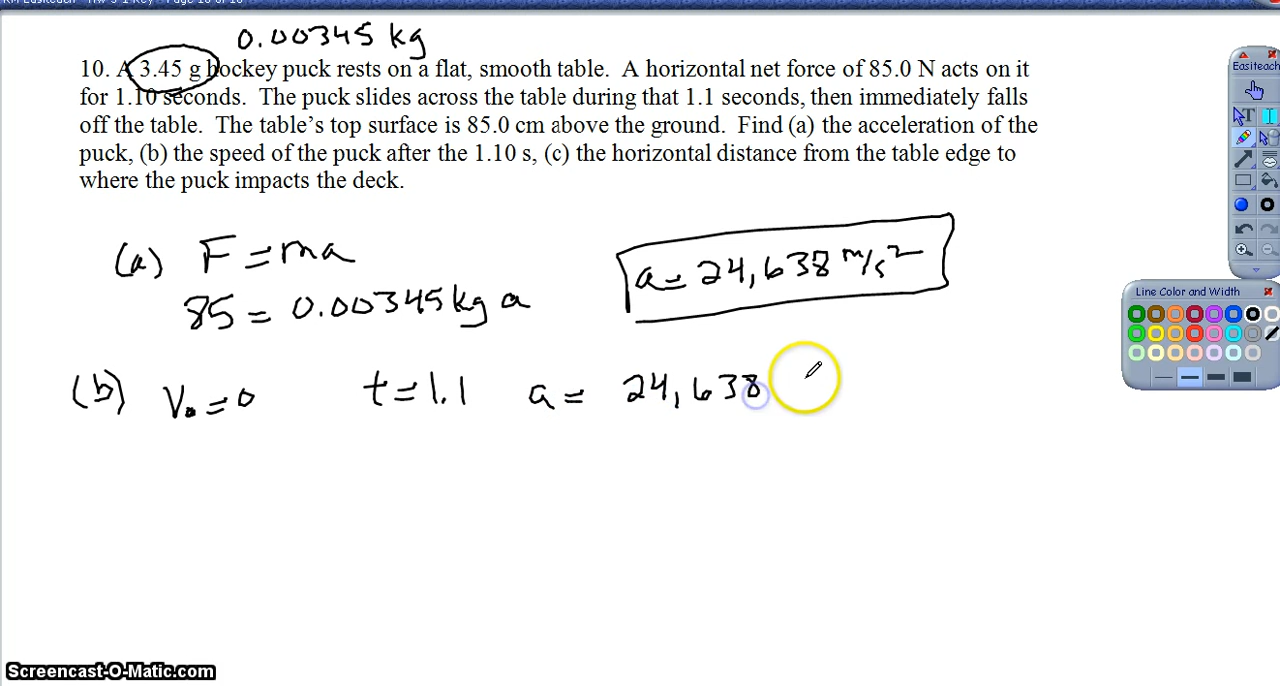 0.00345 kg
10. A 3.45 g hockey puck rests on a flat, smooth table. A horizontal net force of 85.0 N acts on it
for 1.10 seconds. The puck slides across the table during that 1.1 seconds, then immediately falls
off the table. The table's top surface is 85.0 cm above the ground. Find (a) the acceleration of the
puck, (b) the speed of the puck after the 1.10 s, (c) the horizontal distance from the table edge to
where the puck impacts the deck.
(a) F = ma
85 = 0.00345 kg a
a = 24,638 m/s²
(b) V₀ = 0 t = 1.1 a = 24,638
Easiteach
Line Color and Width
Screencast-O-Matic.com